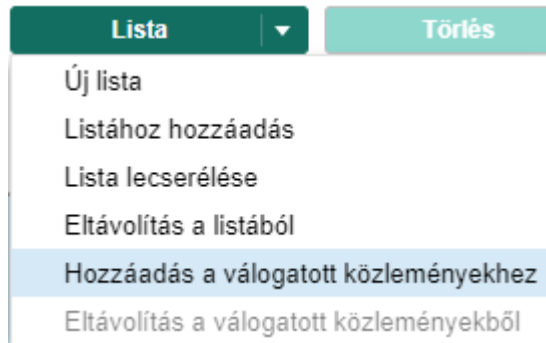 Lista
Törlés
Új lista
Listához hozzáadás
Lista lecserélése
Eltávolítás a listából
Hozzáadás a válogatott közleményekhez
Eltávolítás a válogatott közleményekből